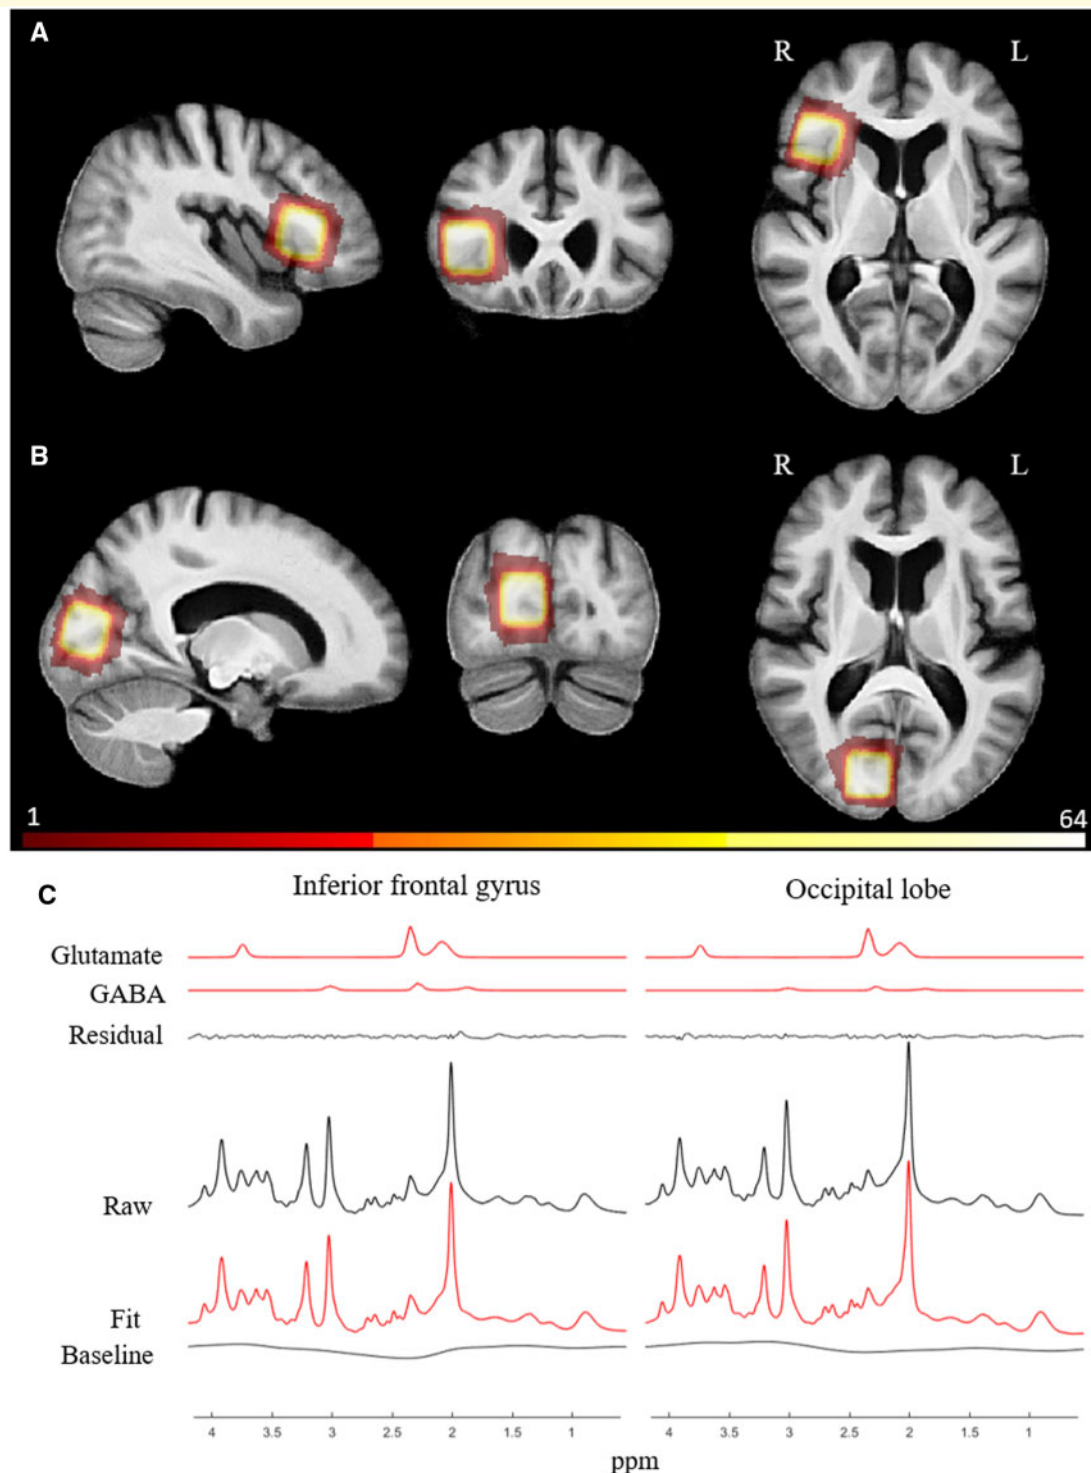 A
R L
B
R L
1 64
C
Inferior frontal gyrus Occipital lobe
Glutamate
GABA
Residual
Raw
Fit
Baseline
4 3.5 3 2.5 2 1.5 1 4 3.5 3 2.5 2 1.5 1
ppm